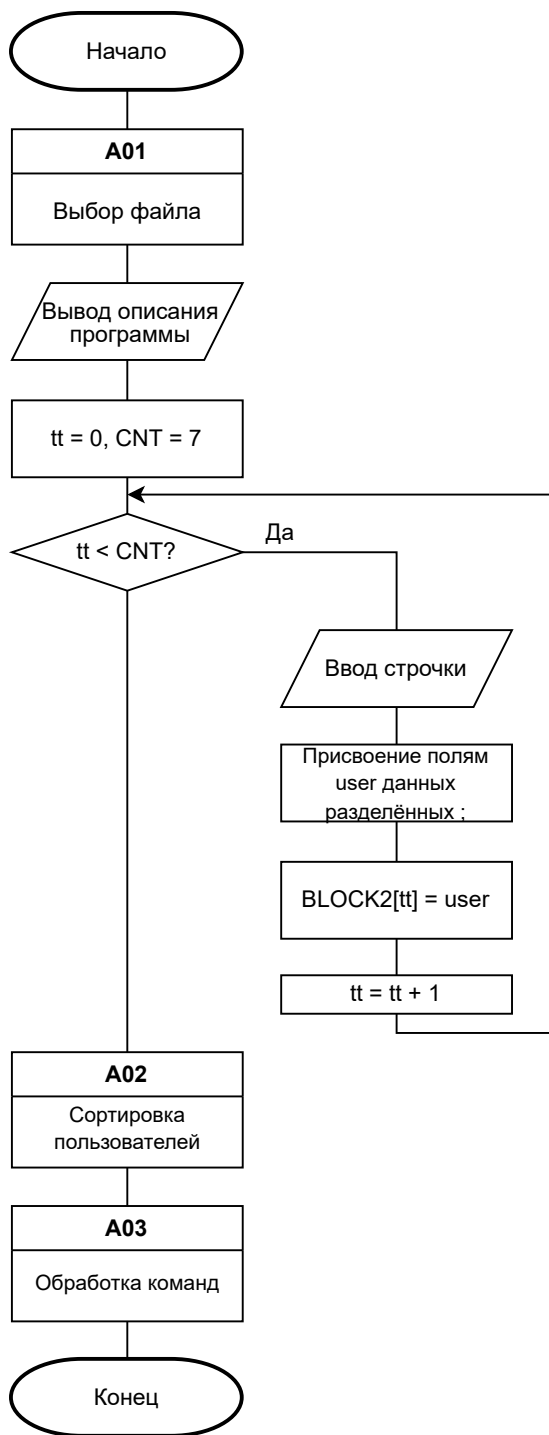 Начало
A01
Выбор файла
Вывод описания
программы
tt = 0, CNT = 7
tt < CNT?
Да
Ввод строчки
Присвоение полям
user данных
разделённых ;
BLOCK2[tt] = user
tt = tt + 1
A02
Сортировка
пользователей
A03
Обработка команд
Конец